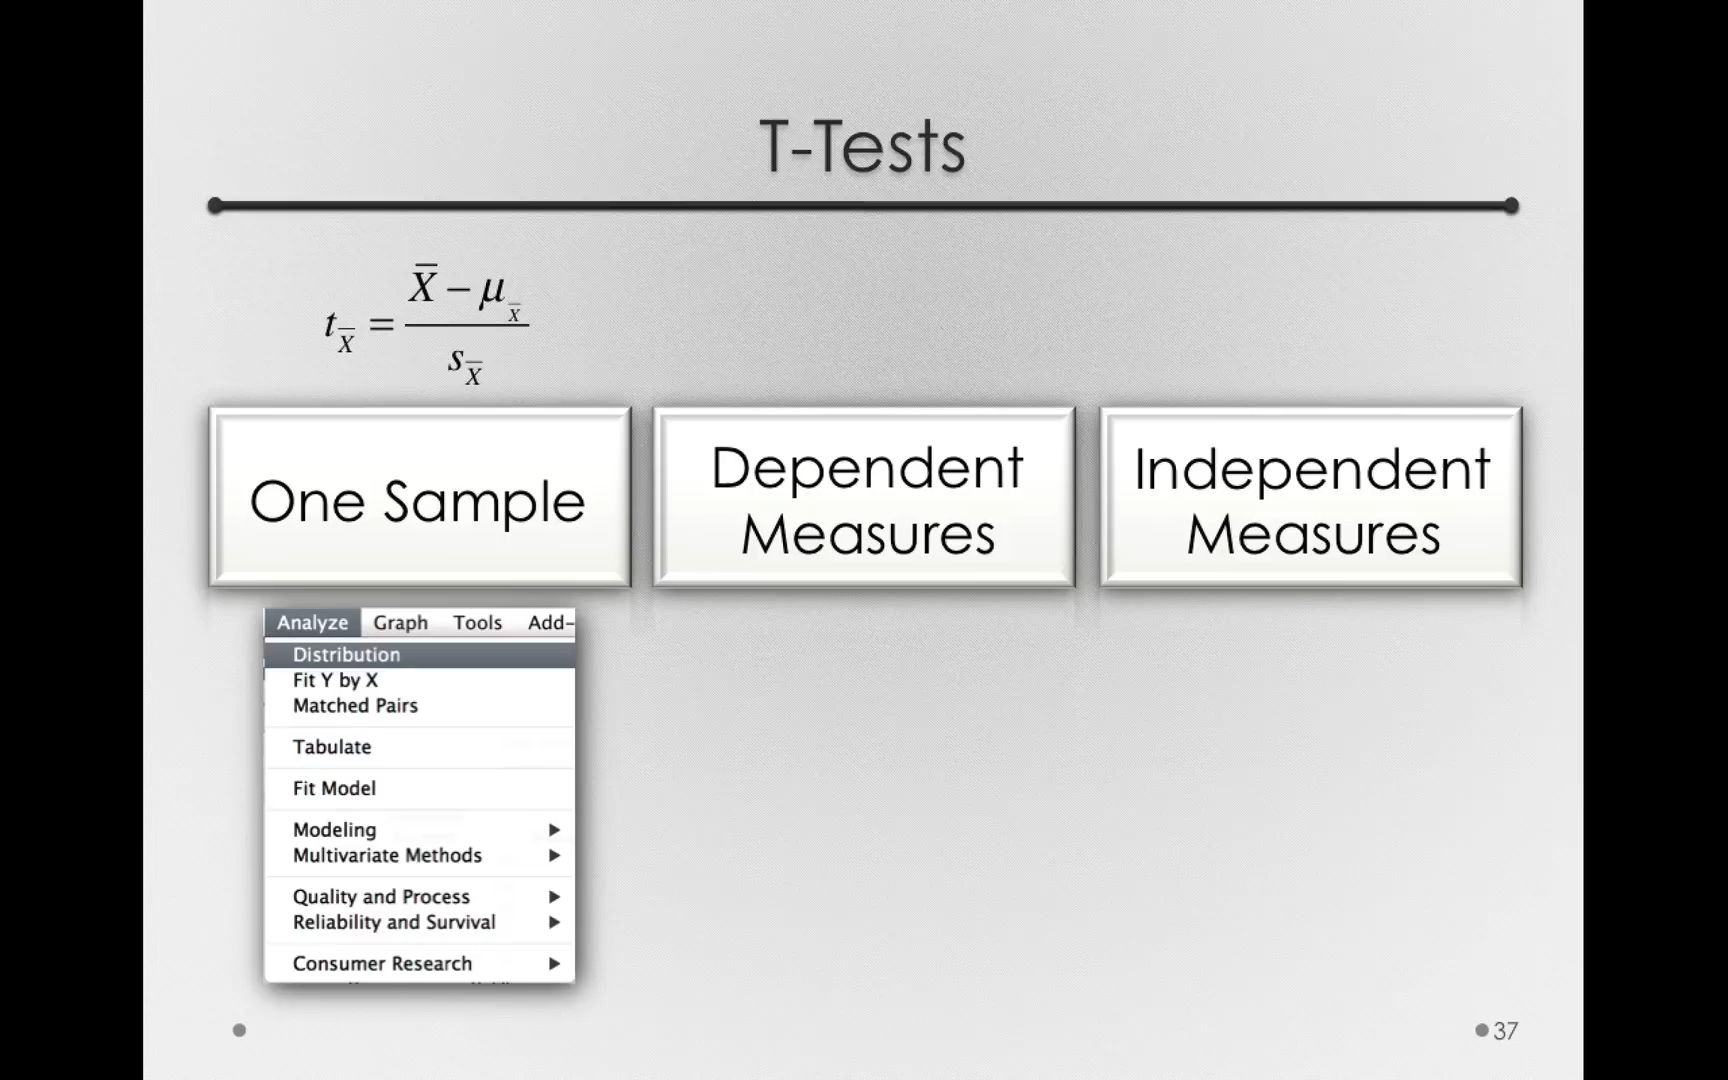 T-Tests
t_X̄ = (X̄ − μ_X̄) / s_X̄
One Sample
Dependent
Measures
Independent
Measures
Analyze Graph Tools Add-
Distribution
Fit Y by X
Matched Pairs
Tabulate
Fit Model
Modeling
Multivariate Methods
Quality and Process
Reliability and Survival
Consumer Research
37